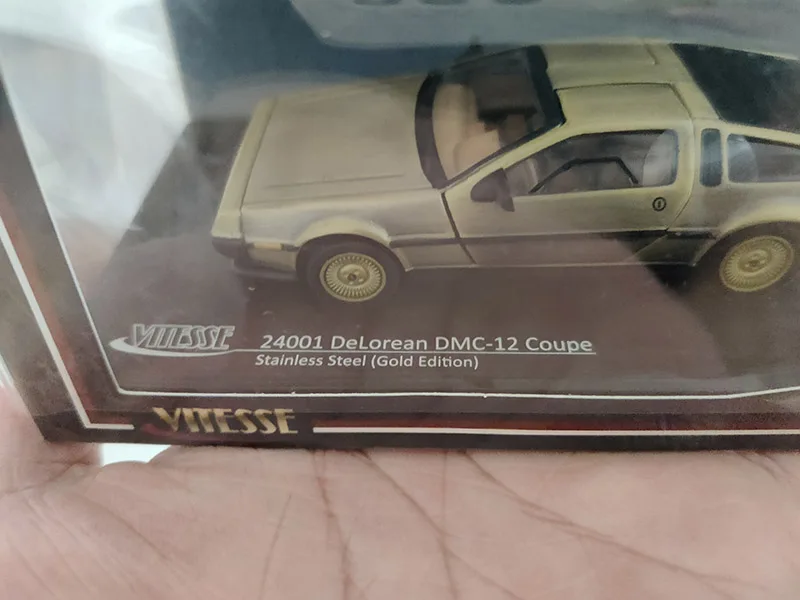 VITESSE
24001 DeLorean DMC-12 Coupe
Stainless Steel (Gold Edition)
VITESSE